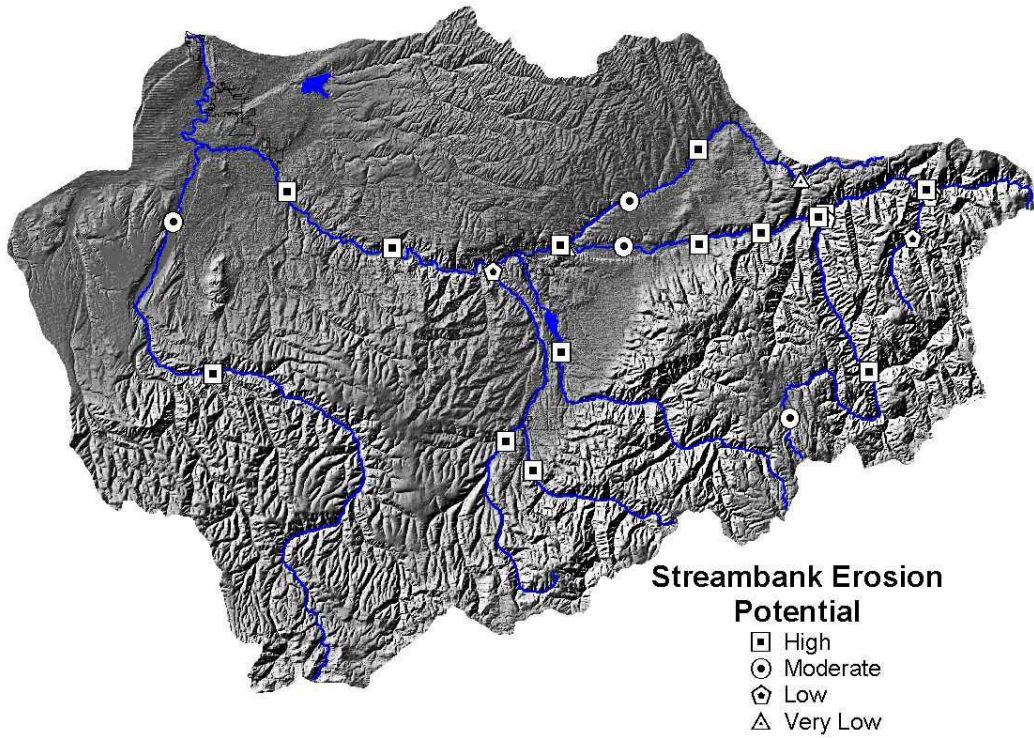 Streambank Erosion
Potential
High
Moderate
Low
Very Low